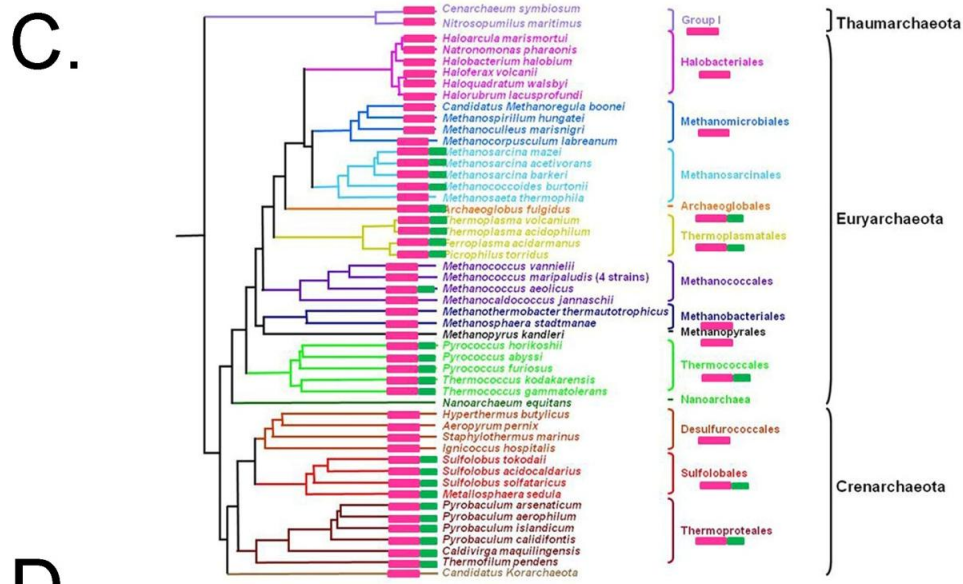 C.
Cenarchaeum symbiosum
Nitrosopumilus maritimus
Group I
Thaumarchaeota
Haloarcula marismortui
Natronomonas pharaonis
Halobacterium halobium
Haloferax volcanii
Haloquadratum walsbyi
Halorubrum lacusprofundi
Halobacteriales
Candidatus Methanoregula boonei
Methanospirillum hungatei
Methanoculleus marisnigri
Methanocorpusculum labreanum
Methanomicrobiales
Methanosarcina mazei
Methanosarcina acetivorans
Methanosarcina barkeri
Methanococcoides burtonii
Methanosaeta thermophila
Methanosarcinales
Archaeoglobus fulgidus
Archaeoglobales
Thermoplasma volcanium
Thermoplasma acidophilum
Ferroplasma acidarmanus
Picrophilus torridus
Thermoplasmatales
Euryarchaeota
Methanococcus vannielii
Methanococcus maripaludis (4 strains)
Methanococcus aeolicus
Methanocaldococcus jannaschii
Methanococcales
Methanothermobacter thermautotrophicus
Methanosphaera stadtmanae
Methanobacteriales
Methanopyrus kandleri
Methanopyrales
Pyrococcus horikoshii
Pyrococcus abyssi
Pyrococcus furiosus
Thermococcus kodakarensis
Thermococcus gammatolerans
Thermococcales
Nanoarchaeum equitans
Nanoarchaea
Hyperthermus butylicus
Aeropyrum pernix
Staphylothermus marinus
Ignicoccus hospitalis
Desulfurococcales
Sulfolobus tokodaii
Sulfolobus acidocaldarius
Sulfolobus solfataricus
Metallosphaera sedula
Sulfolobales
Crenarchaeota
Pyrobaculum arsenaticum
Pyrobaculum aerophilum
Pyrobaculum islandicum
Pyrobaculum calidifontis
Caldivirga maquilingensis
Thermofilum pendens
Thermoproteales
Candidatus Korarchaeota
D.